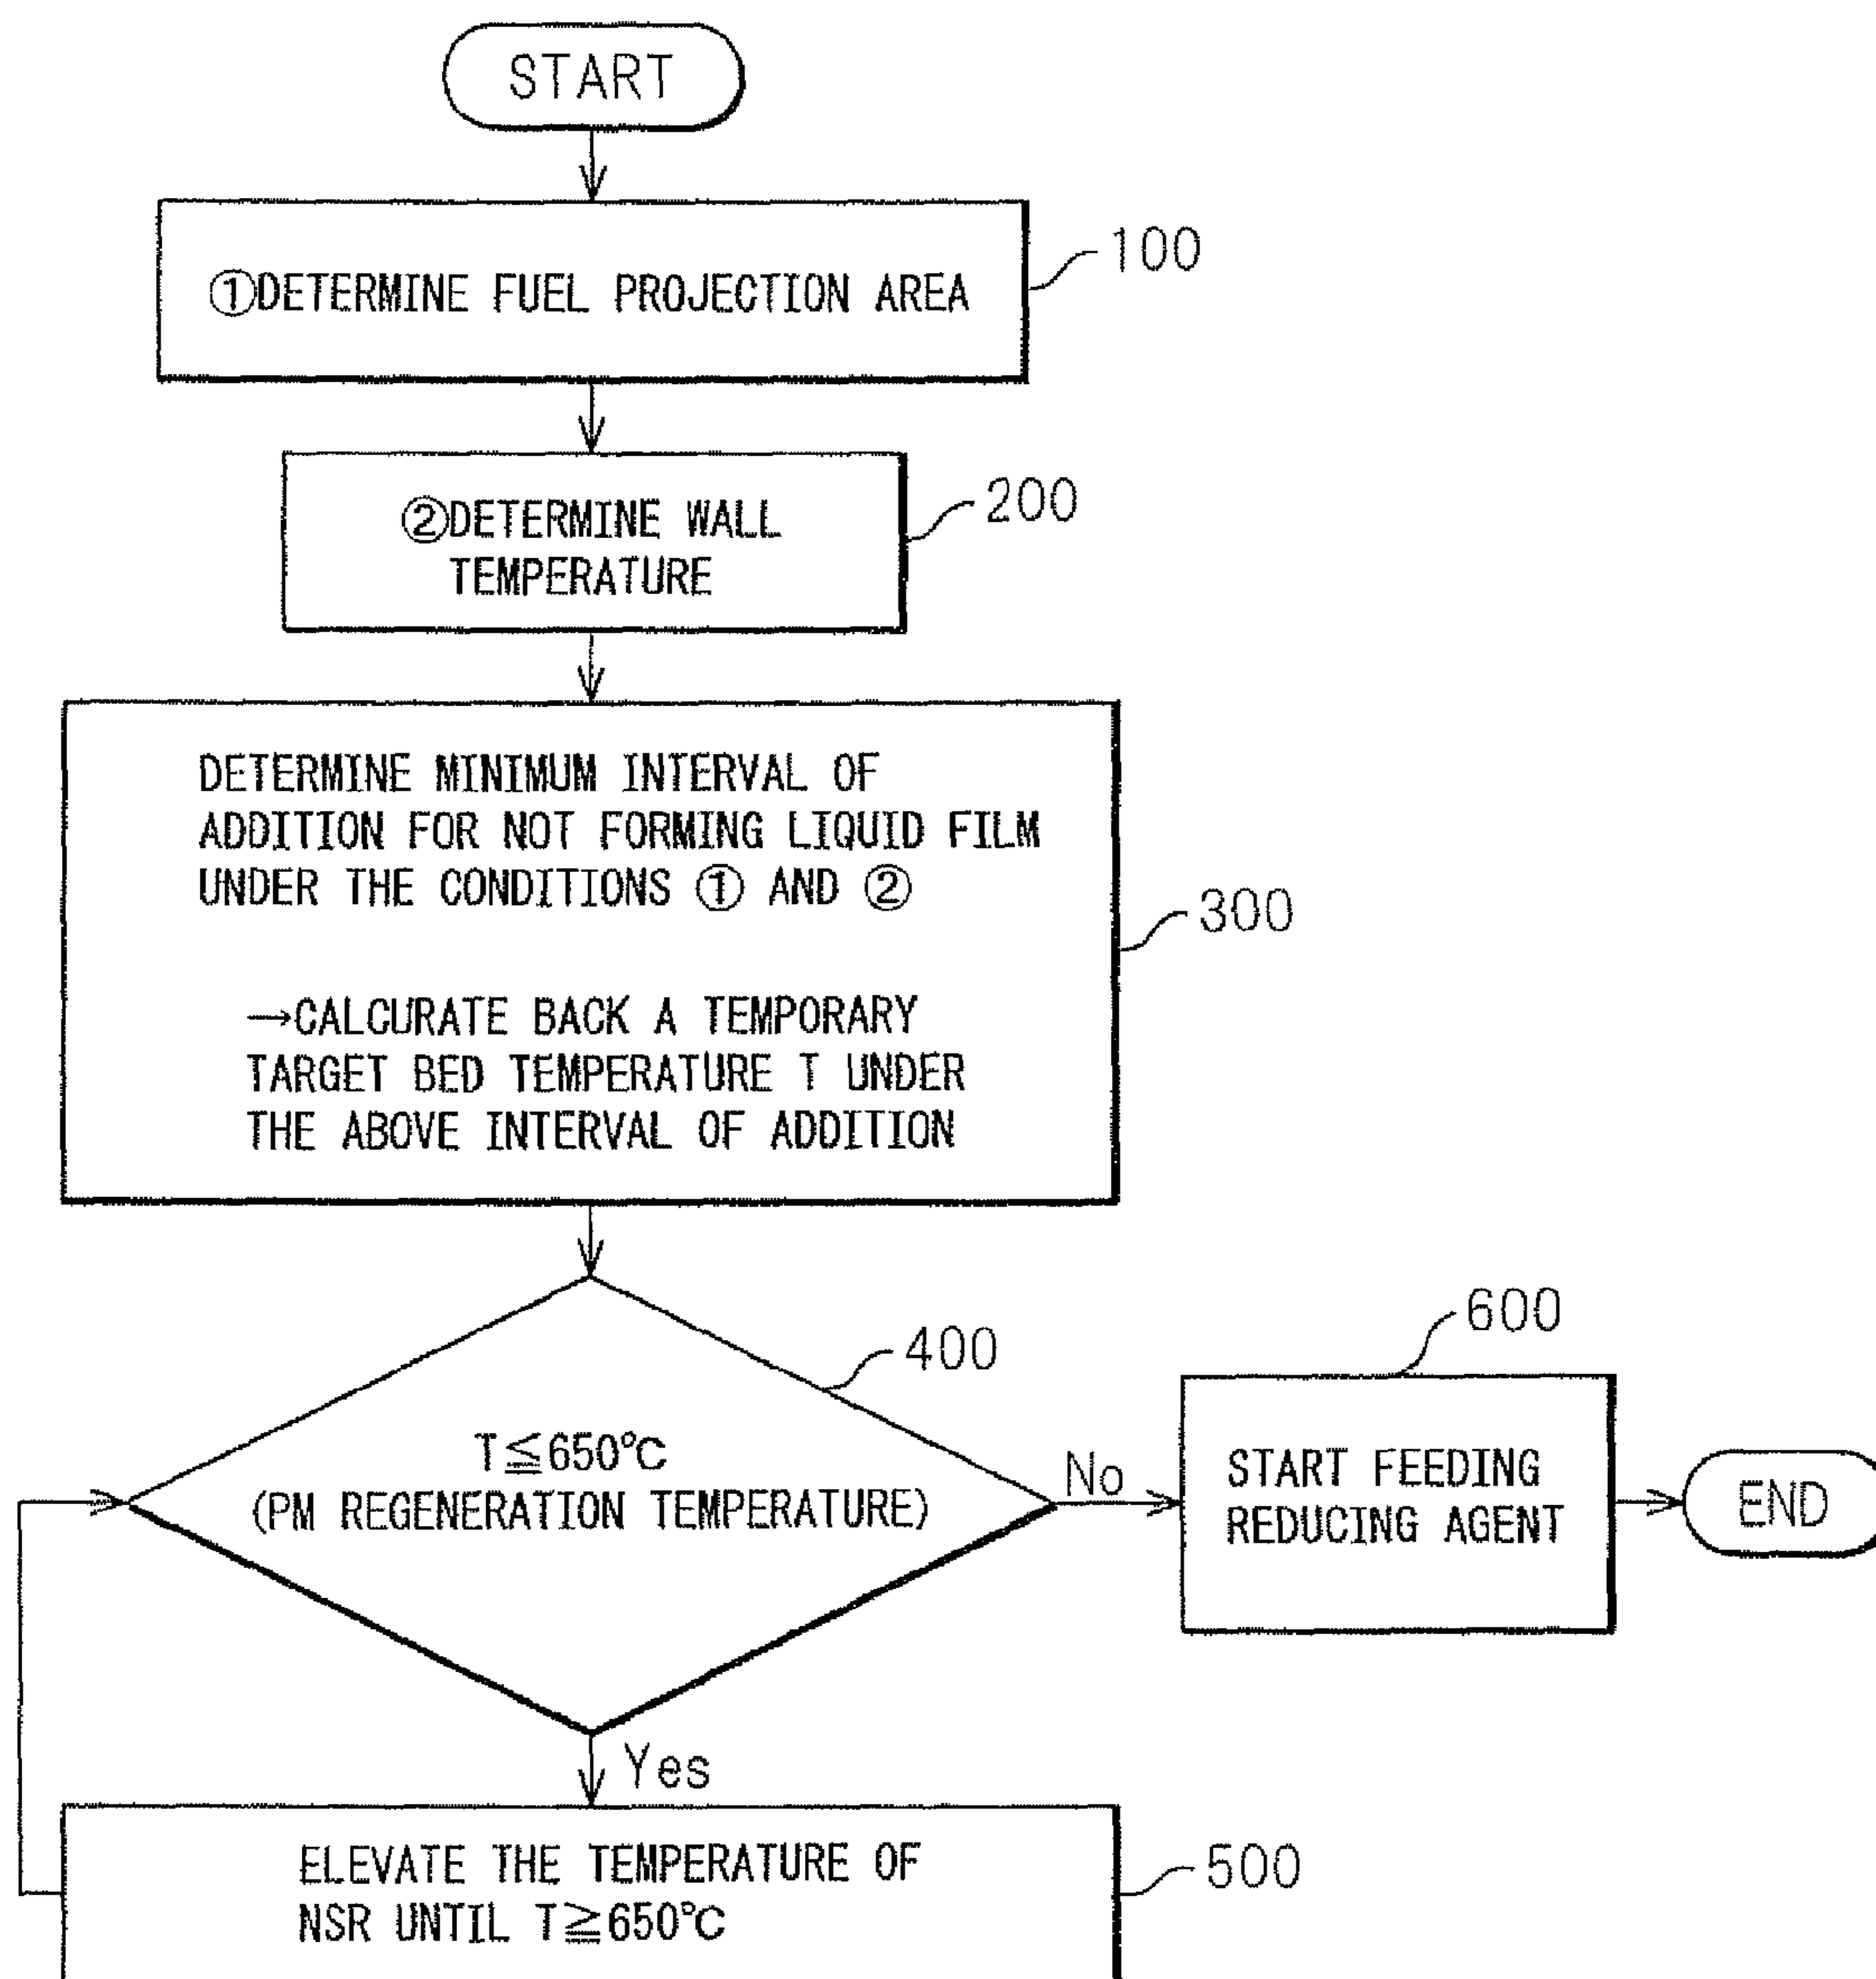 START
①DETERMINE FUEL PROJECTION AREA
100
②DETERMINE WALL
TEMPERATURE
200
DETERMINE MINIMUM INTERVAL OF
ADDITION FOR NOT FORMING LIQUID FILM
UNDER THE CONDITIONS ① AND ②
→CALCURATE BACK A TEMPORARY
TARGET BED TEMPERATURE T UNDER
THE ABOVE INTERVAL OF ADDITION
300
T≦650℃
(PM REGENERATION TEMPERATURE)
400
No
600
START FEEDING
REDUCING AGENT
END
Yes
ELEVATE THE TEMPERATURE OF
NSR UNTIL T≧650℃
500